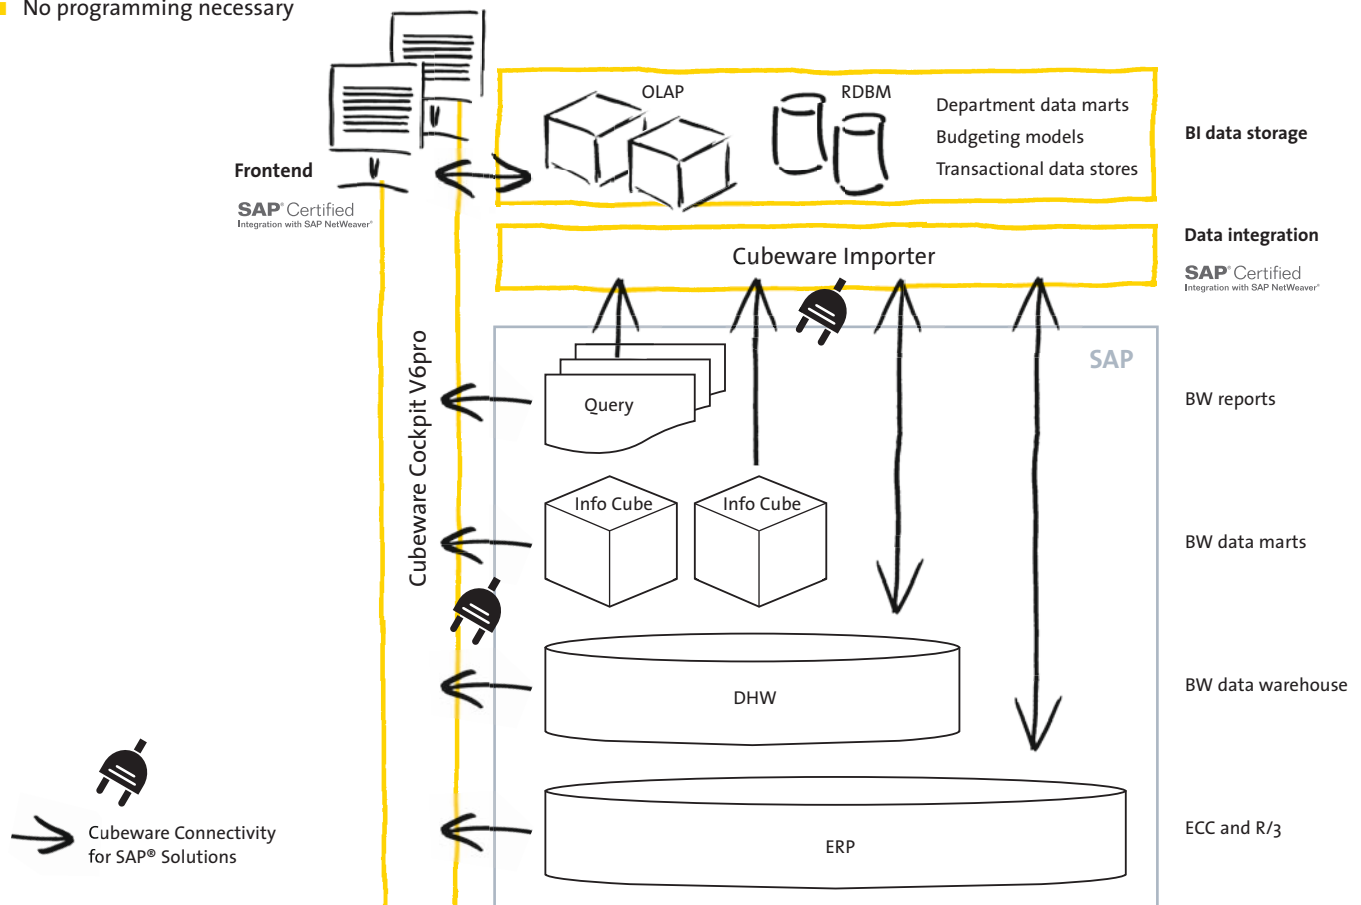 No programming necessary
OLAP
RDBM
Department data marts
Budgeting models
Transactional data stores
BI data storage
Frontend
SAP® Certified
Integration with SAP NetWeaver®
Cubeware Importer
Data integration
SAP® Certified
Integration with SAP NetWeaver®
Cubeware Cockpit V6pro
SAP
Query
BW reports
Info Cube
Info Cube
BW data marts
DHW
BW data warehouse
Cubeware Connectivity
for SAP® Solutions
ERP
ECC and R/3